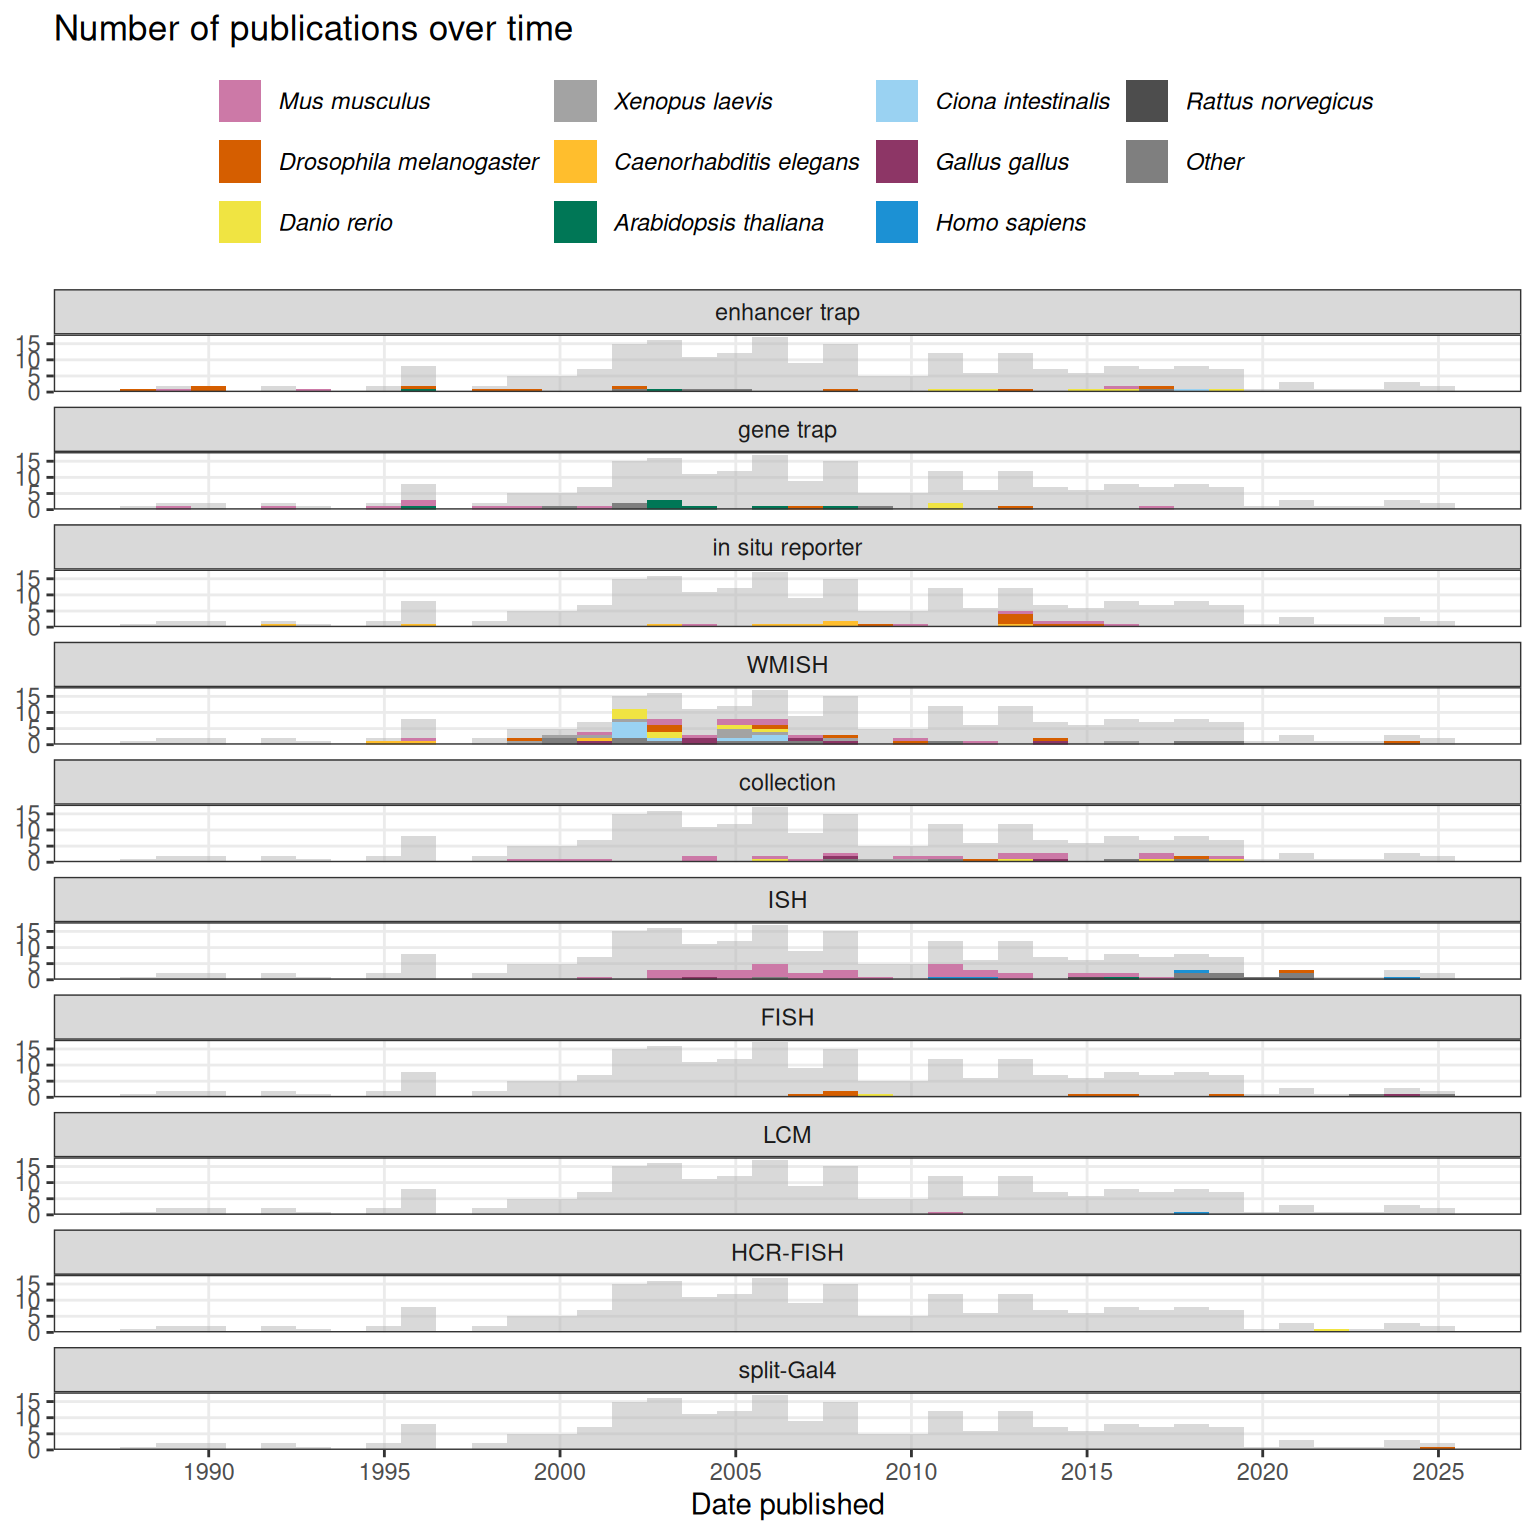 Number of publications over time
Mus musculus
Xenopus laevis
Ciona intestinalis
Rattus norvegicus
Drosophila melanogaster
Caenorhabditis elegans
Gallus gallus
Other
Danio rerio
Arabidopsis thaliana
Homo sapiens
enhancer trap
15
10
5
0
gene trap
15
10
5
0
in situ reporter
15
10
5
0
WMISH
15
10
5
0
collection
15
10
5
0
ISH
15
10
5
0
FISH
15
10
5
0
LCM
15
10
5
0
HCR-FISH
15
10
5
0
split-Gal4
15
10
5
0
1990 1995 2000 2005 2010 2015 2020 2025
Date published